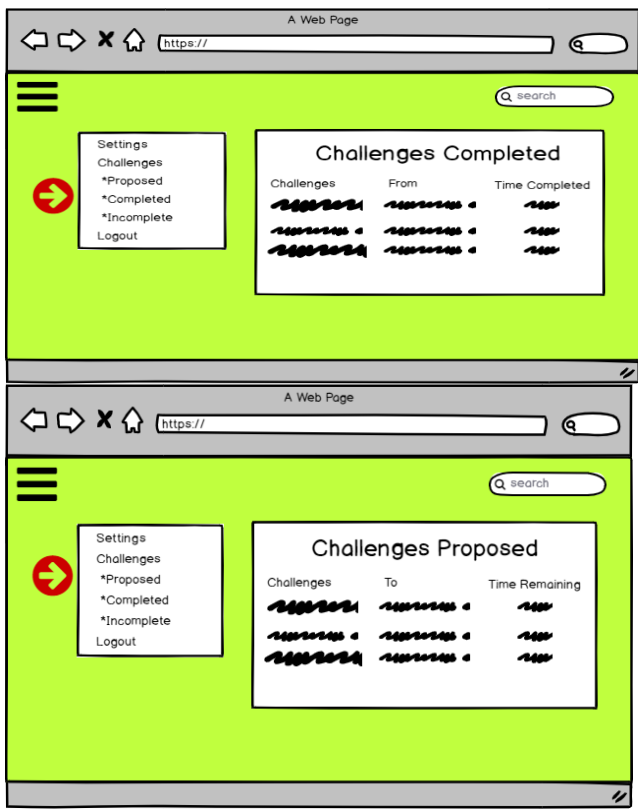 A Web Page
https://
search
Settings
Challenges
*Proposed
*Completed
*Incomplete
Logout
Challenges Completed
Challenges From Time Completed
A Web Page
https://
search
Settings
Challenges
*Proposed
*Completed
*Incomplete
Logout
Challenges Proposed
Challenges To Time Remaining